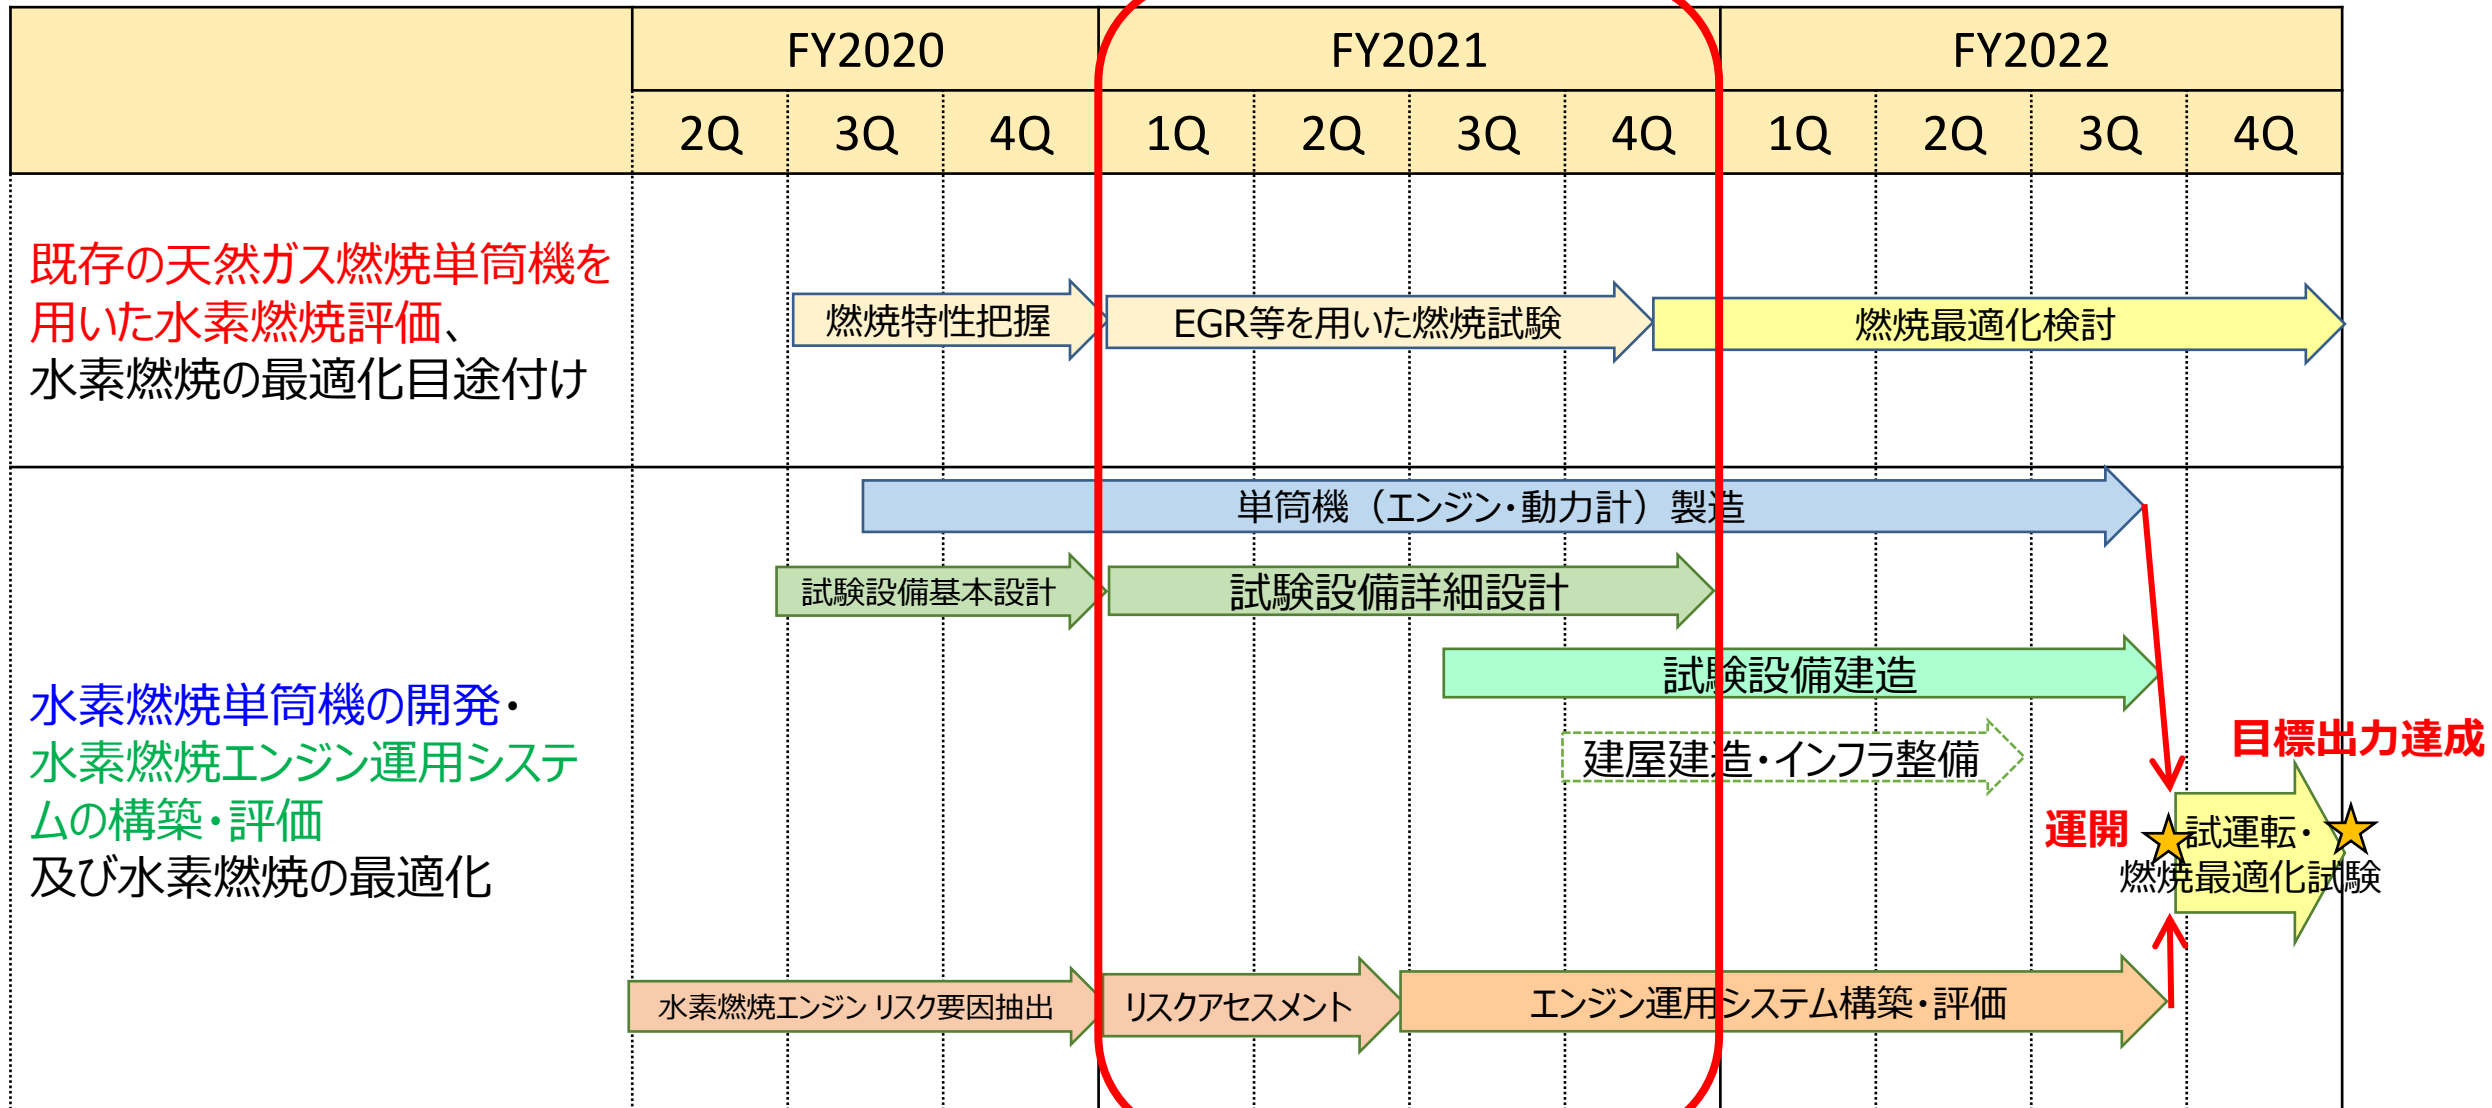 FY2020
FY2021
FY2022
2Q
3Q
4Q
1Q
2Q
3Q
4Q
1Q
2Q
3Q
4Q
既存の天然ガス燃焼単筒機を
用いた水素燃焼評価、
水素燃焼の最適化目途付け
燃焼特性把握
EGR等を用いた燃焼試験
燃焼最適化検討
水素燃焼単筒機の開発・
水素燃焼エンジン運用システ
ムの構築・評価
及び水素燃焼の最適化
単筒機（エンジン・動力計）製造
試験設備基本設計
試験設備詳細設計
試験設備建造
建屋建造・インフラ整備
目標出力達成
運開
試運転・
燃焼最適化試験
水素燃焼エンジン リスク要因抽出
リスクアセスメント
エンジン運用システム構築・評価